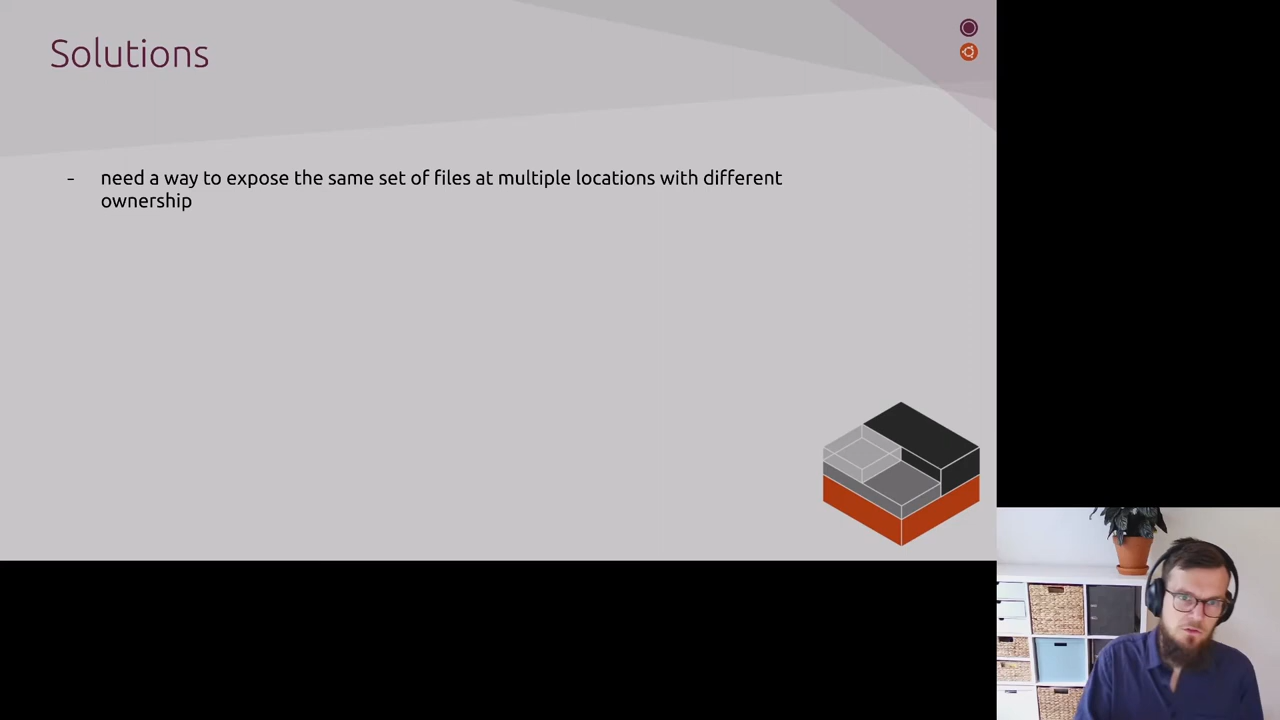 Solutions
- need a way to expose the same set of files at multiple locations with different
ownership